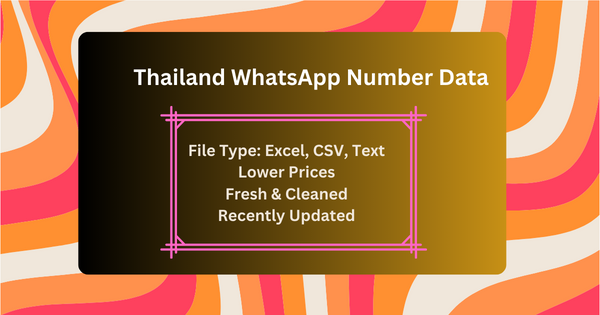 Thailand WhatsApp Number Data
File Type: Excel, CSV, Text
Lower Prices
Fresh & Cleaned
Recently Updated